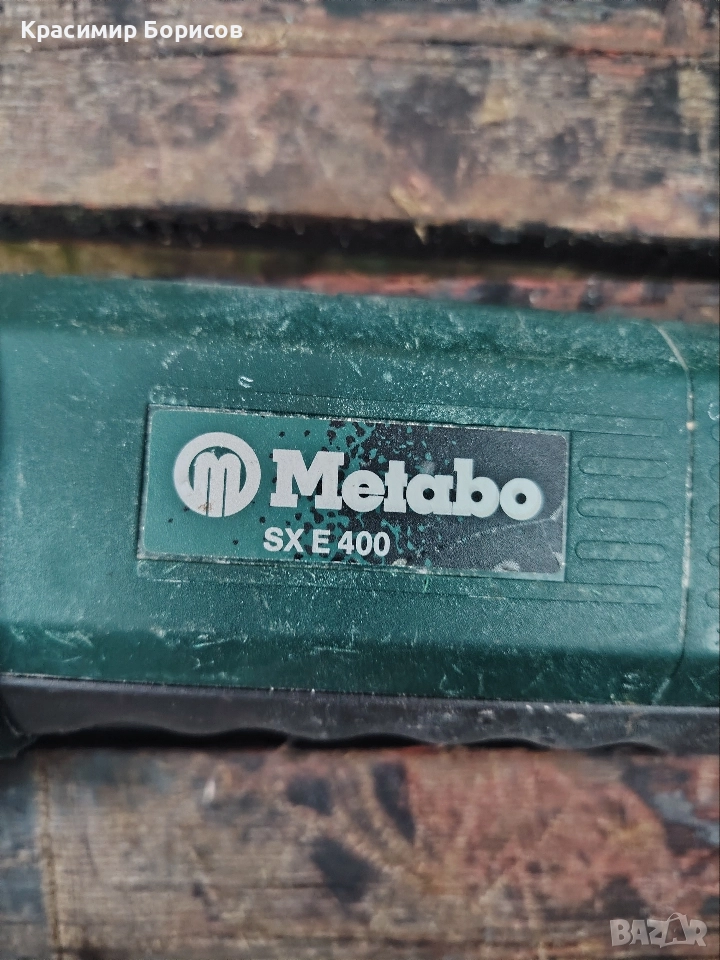 Красимир Борисов
Metabo
SX E 400
BAZAR